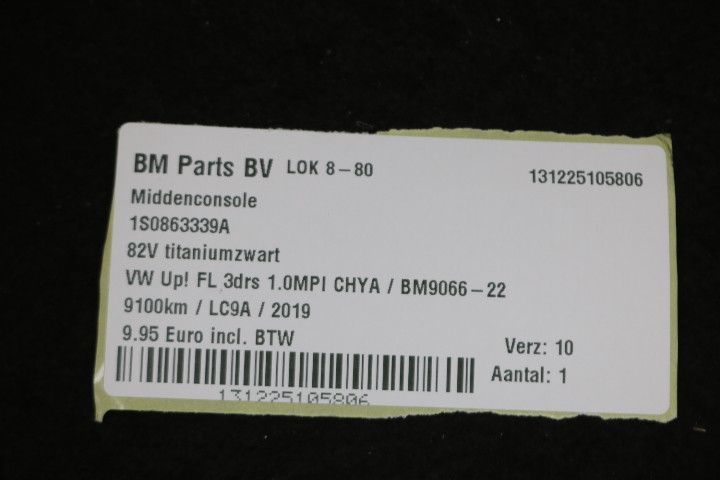 BM Parts BV LOK 8-80 131225105806
Middenconsole
1S0863339A
82V titaniumzwart
VW Up! FL 3drs 1.0MPI CHYA / BM9066-22
9100km / LC9A / 2019
9.95 Euro incl. BTW
Verz: 10
Aantal: 1
131225105806